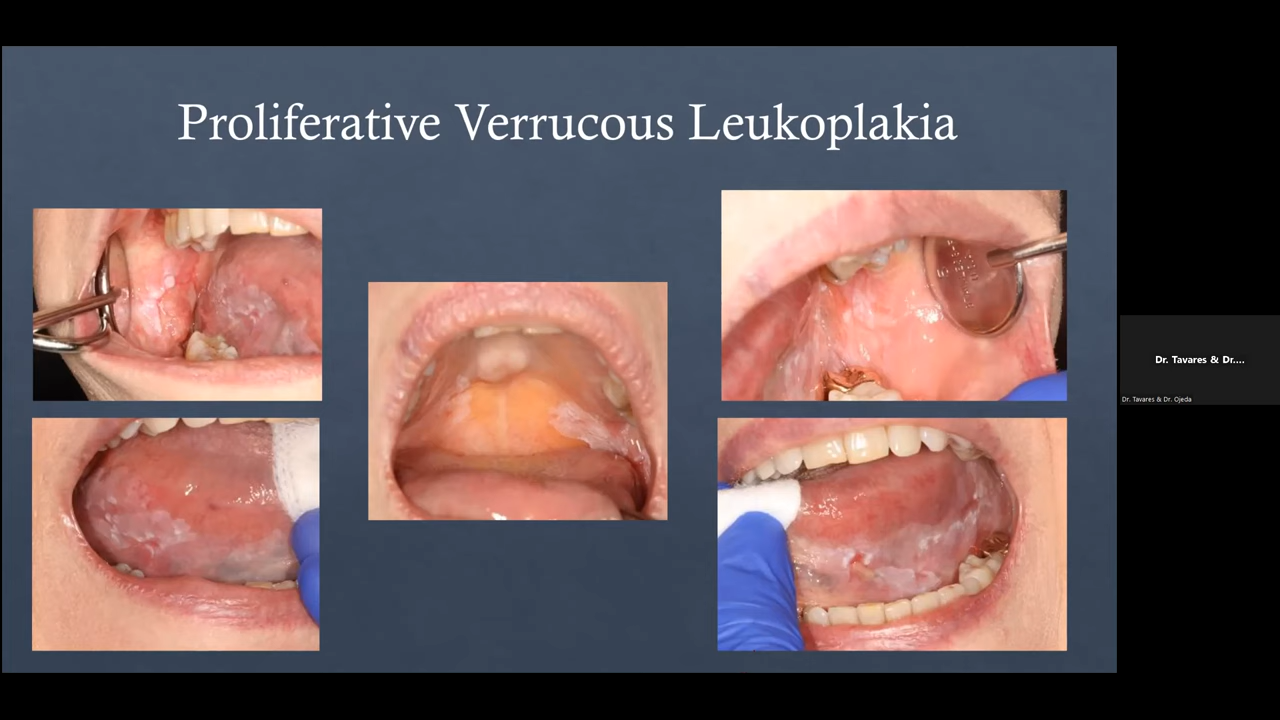 Proliferative Verrucous Leukoplakia
Dr. Tavares & Dr....
Dr. Tavares & Dr. Ojeda